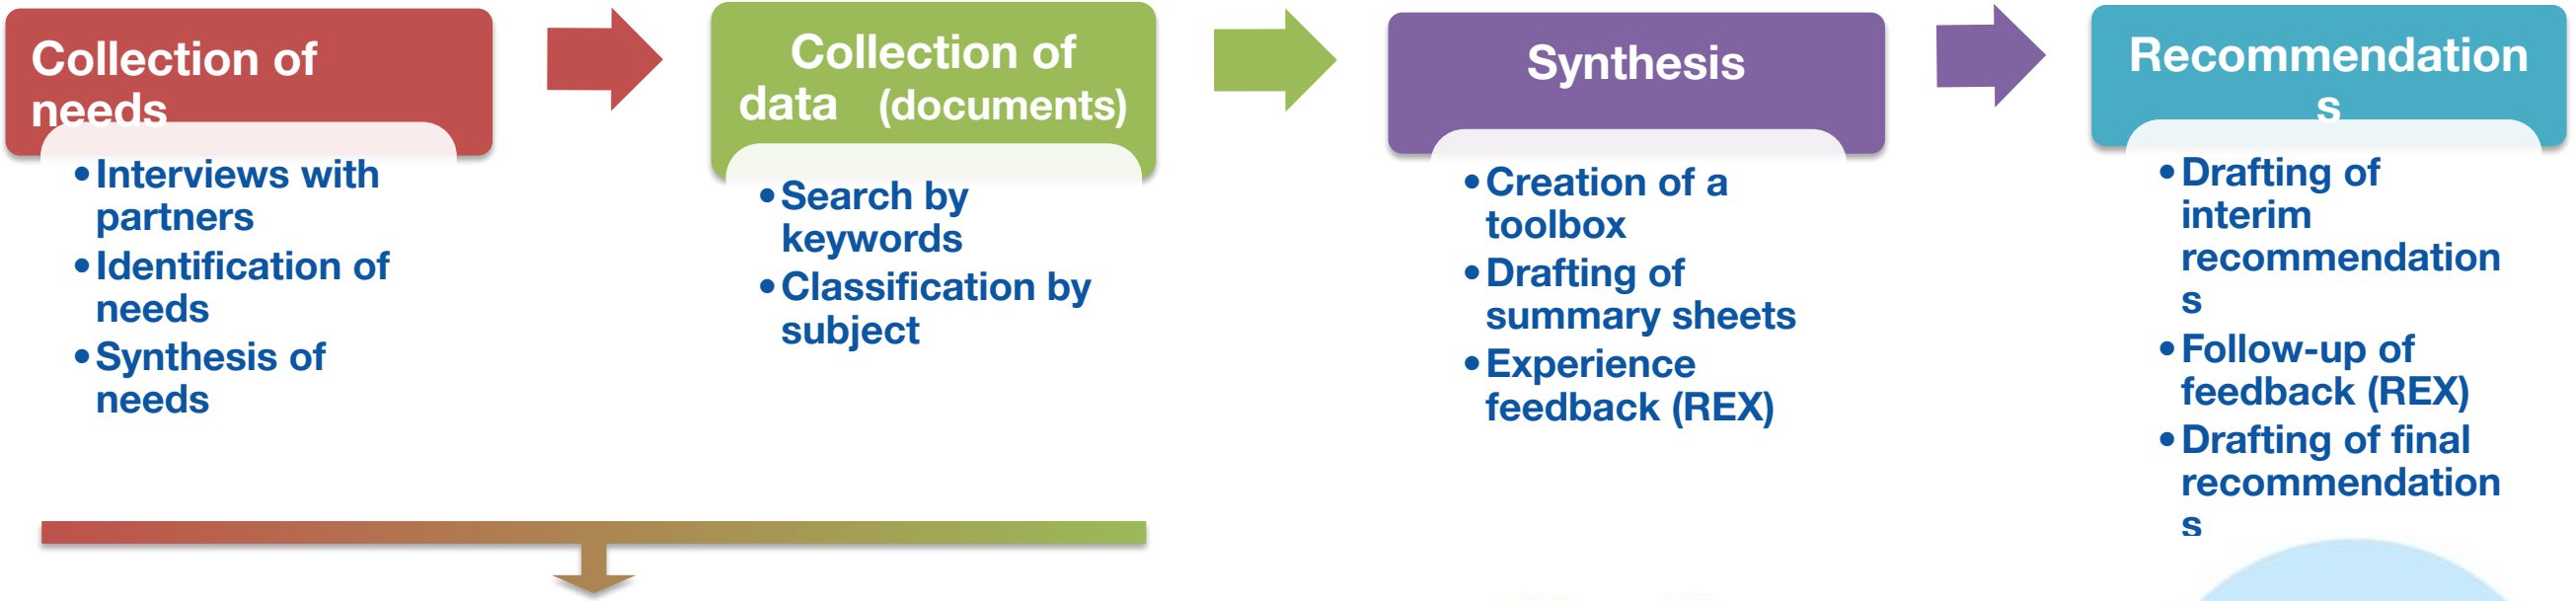 Collection of
needs
• Interviews with
partners
• Identification of
needs
• Synthesis of
needs
Collection of
data (documents)
• Search by
keywords
• Classification by
subject
Synthesis
• Creation of a
toolbox
• Drafting of
summary sheets
• Experience
feedback (REX)
Recommendation
s
• Drafting of
interim
recommendation
s
• Follow-up of
feedback (REX)
• Drafting of final
recommendation
s